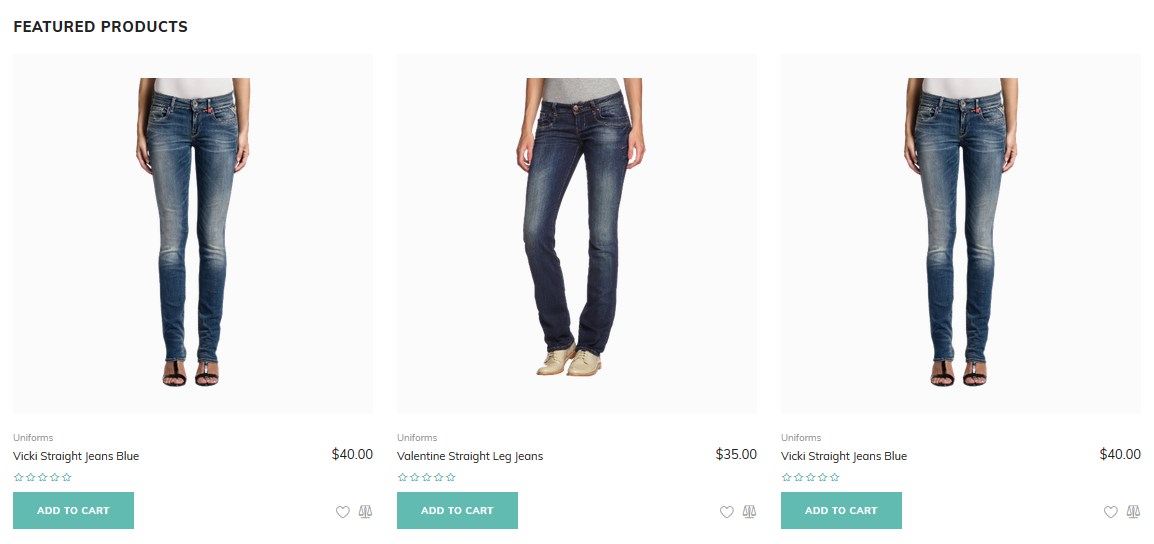 FEATURED PRODUCTS
Uniforms
Vicki Straight Jeans Blue
$40.00
ADD TO CART
Uniforms
Valentine Straight Leg Jeans
$35.00
ADD TO CART
Uniforms
Vicki Straight Jeans Blue
$40.00
ADD TO CART